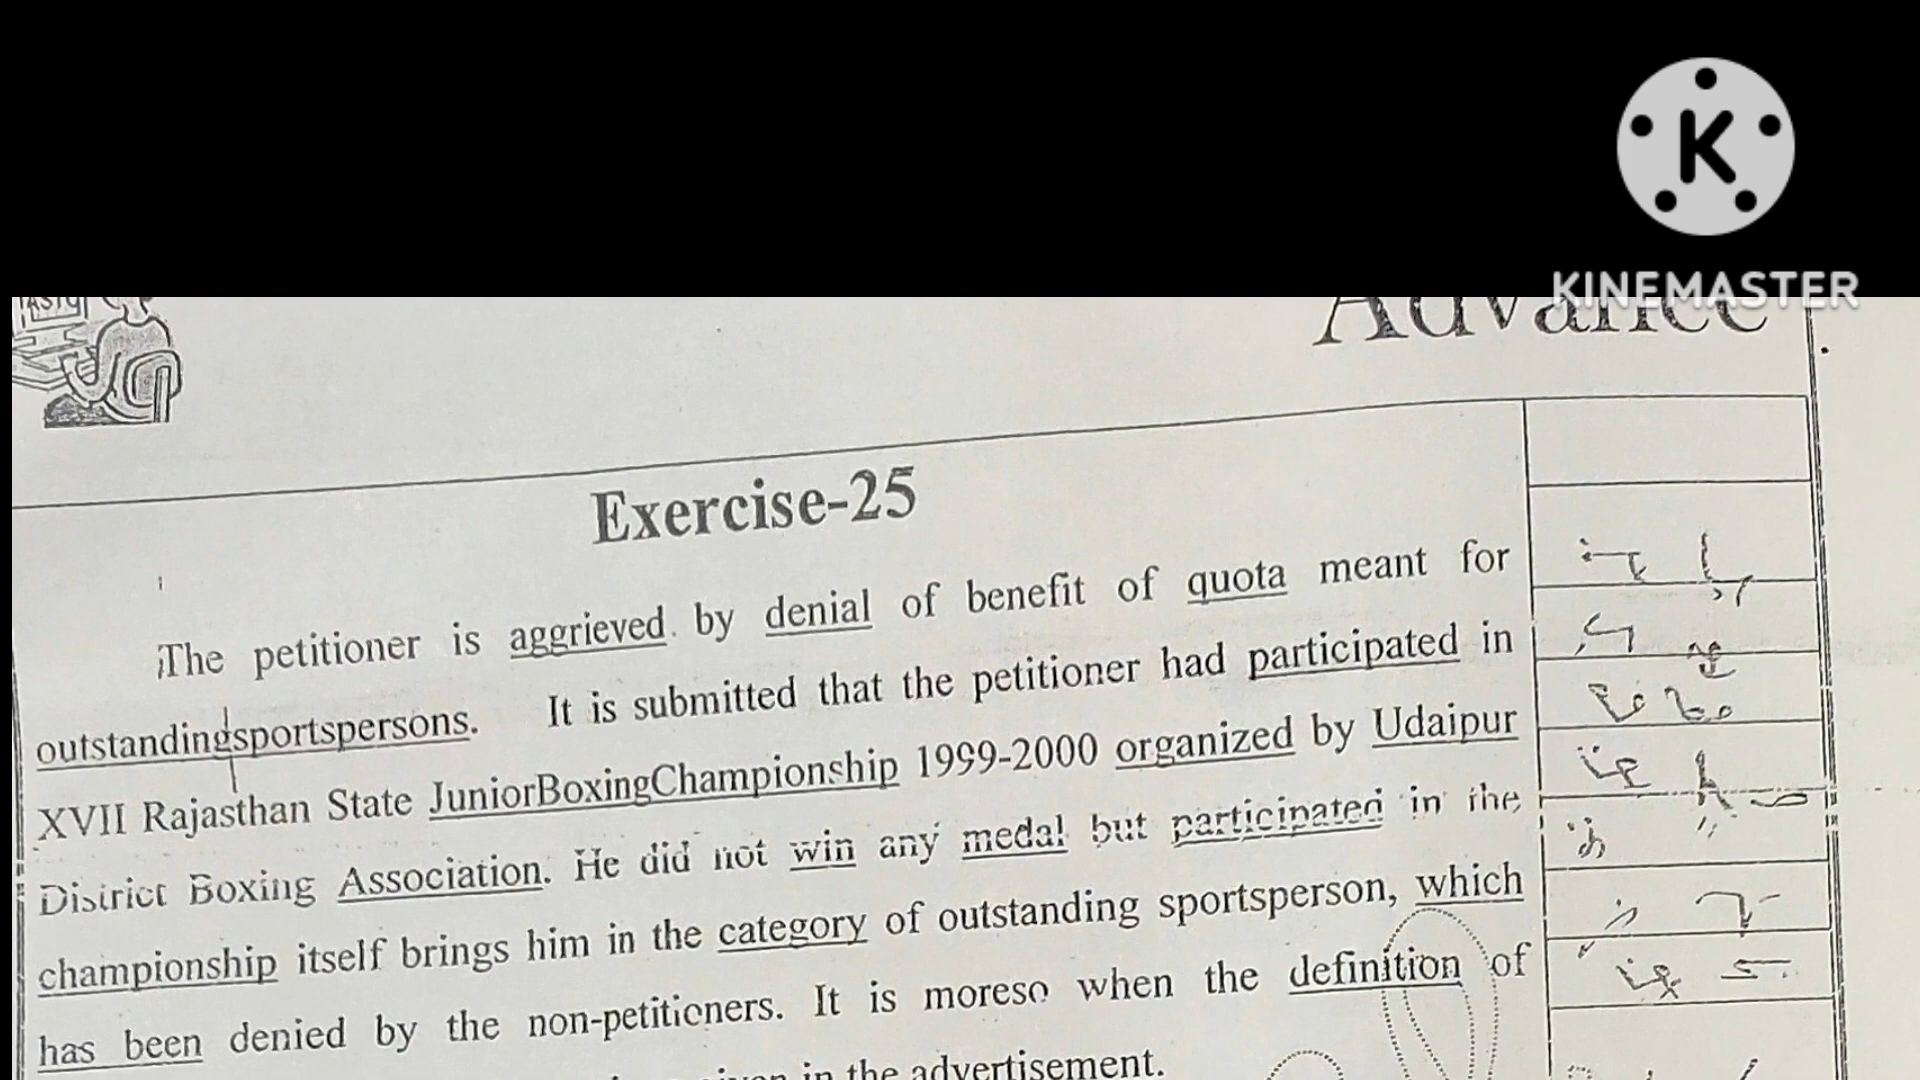 K
KINEMASTER
Advance
Exercise-25
The petitioner is aggrieved by denial of benefit of quota meant for
outstandingsportspersons. It is submitted that the petitioner had participated in
XVII Rajasthan State JuniorBoxingChampionship 1999-2000 organized by Udaipur
District Boxing Association. He did not win any medal but participated in the
championship itself brings him in the category of outstanding sportsperson, which
has been denied by the non-petitioners. It is moreso when the definition of
in the advertisement.